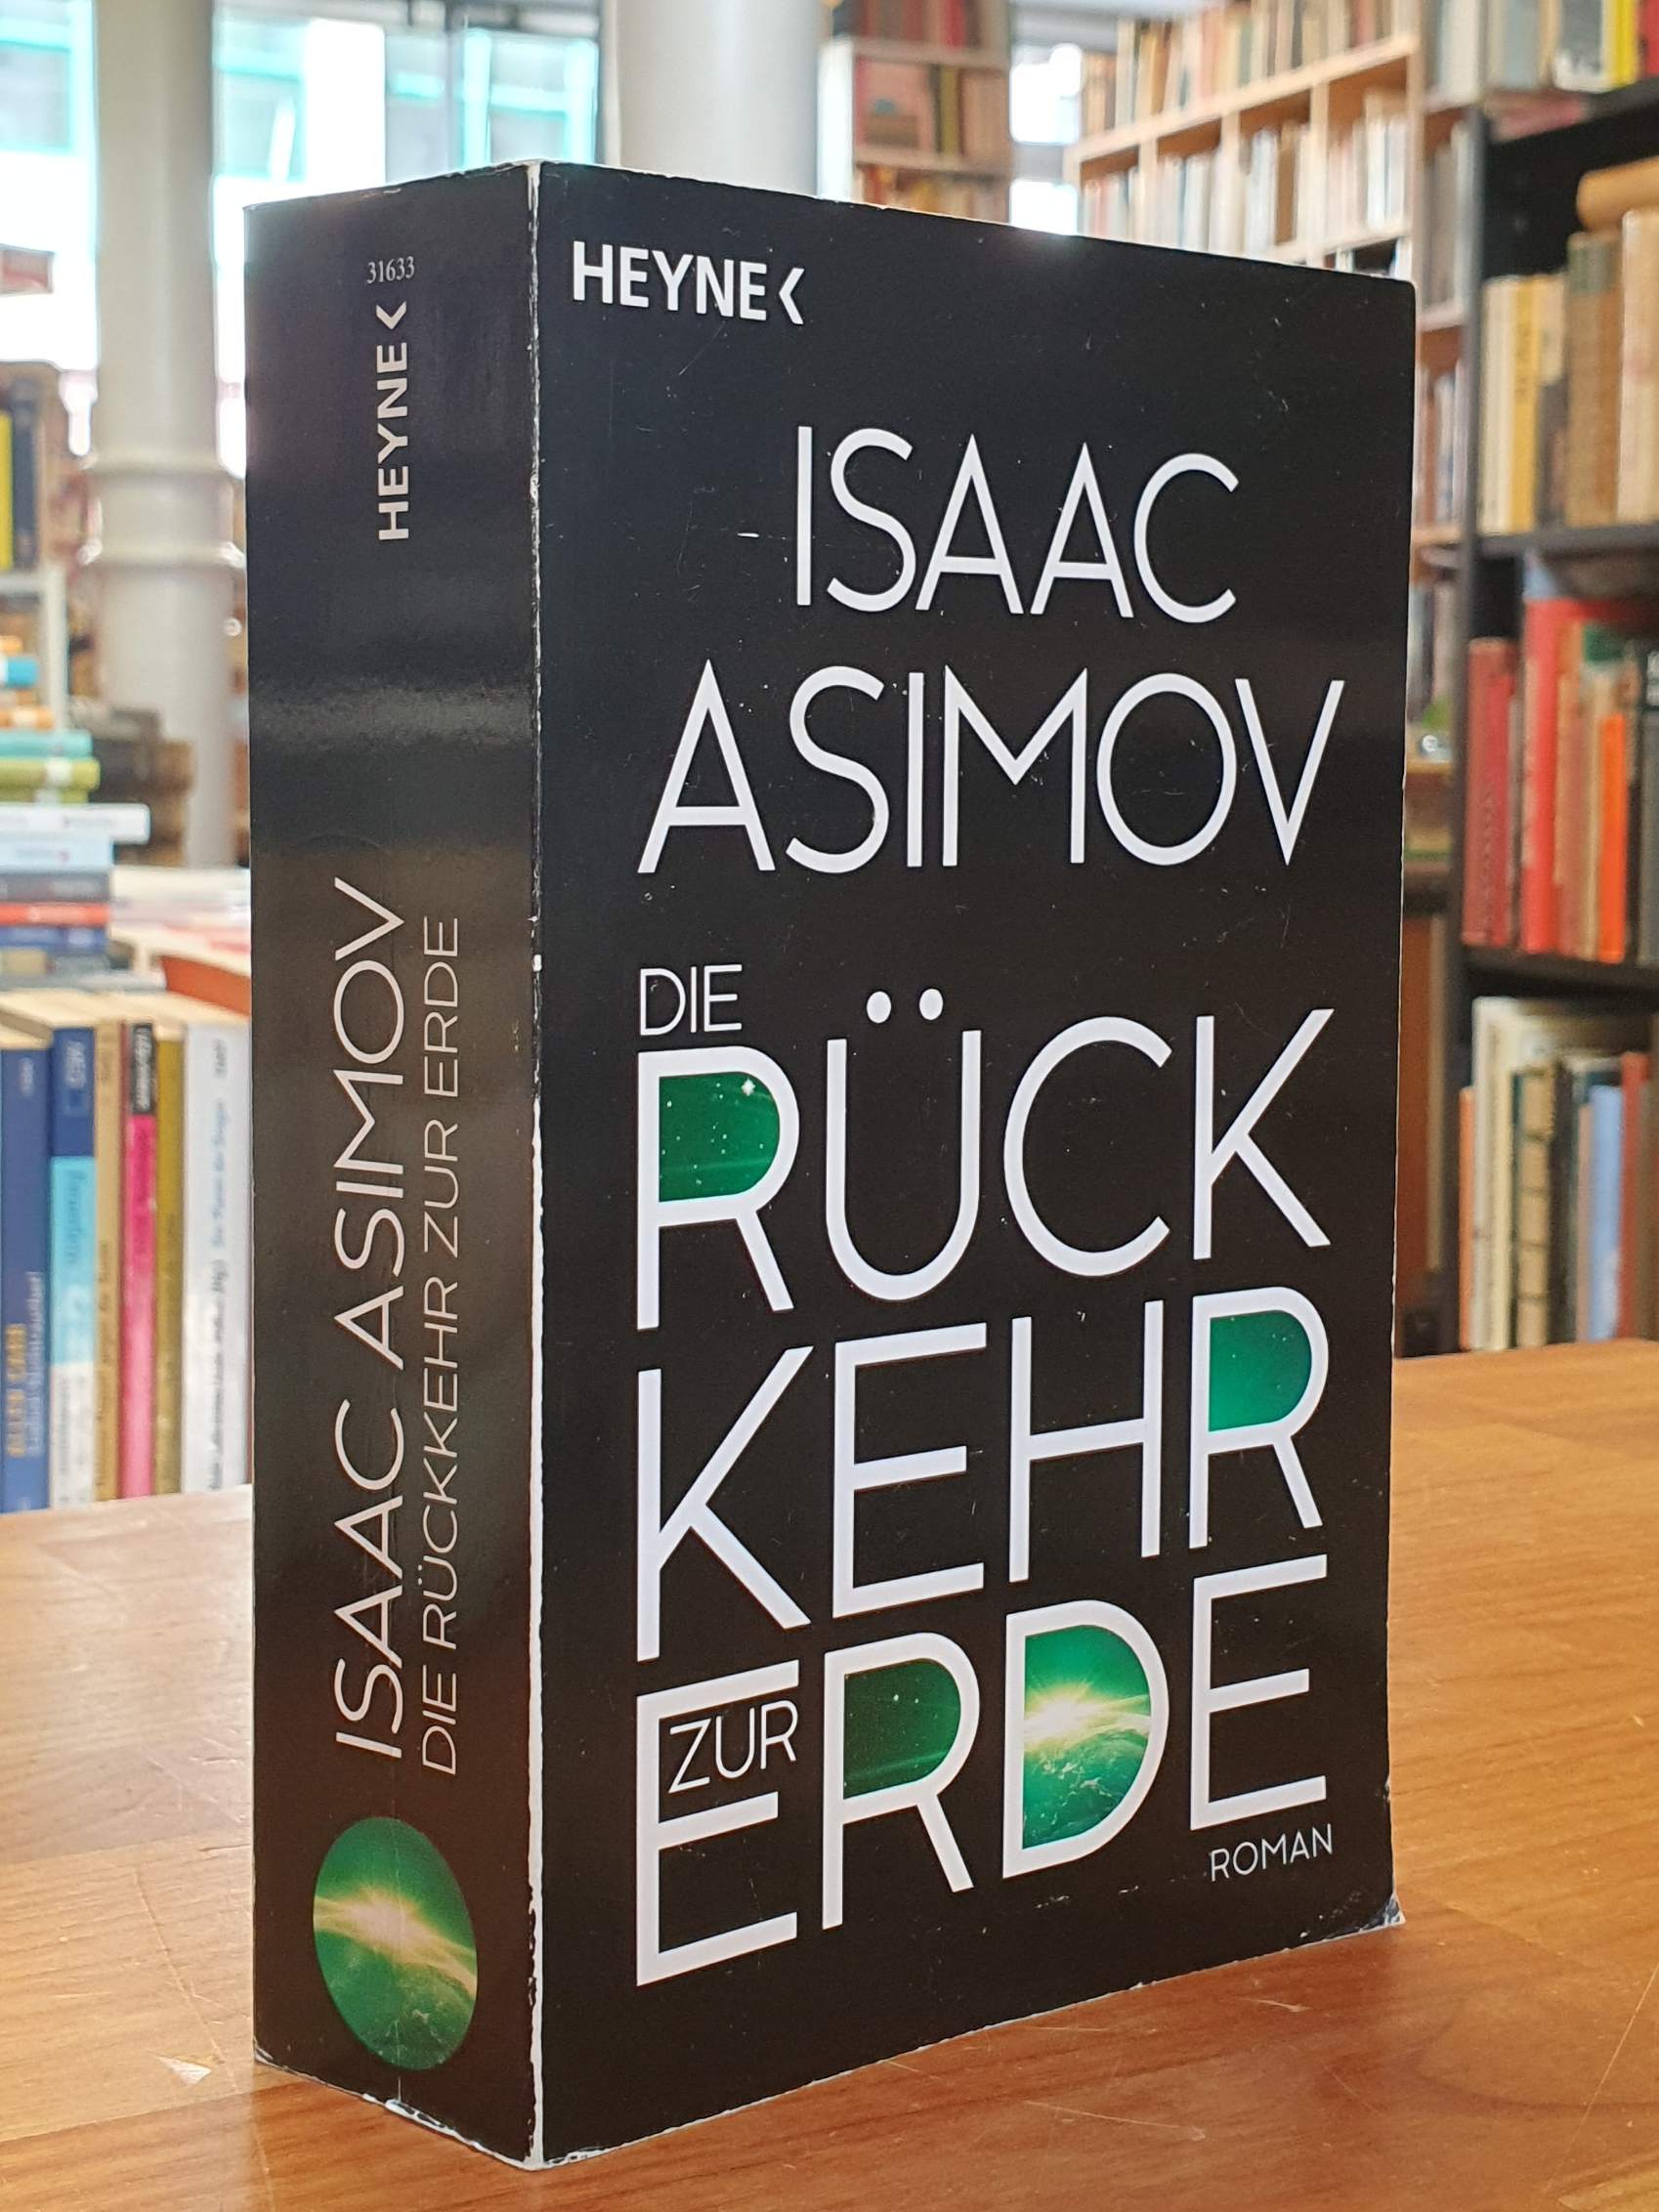 31633
HEYNE
ISAAC ASIMOV
DIE RÜCKKEHR ZUR ERDE
HEYNE
ISAAC
ASIMOV
DIE
RÜCK
KEHR
ZUR
ERDE
ROMAN